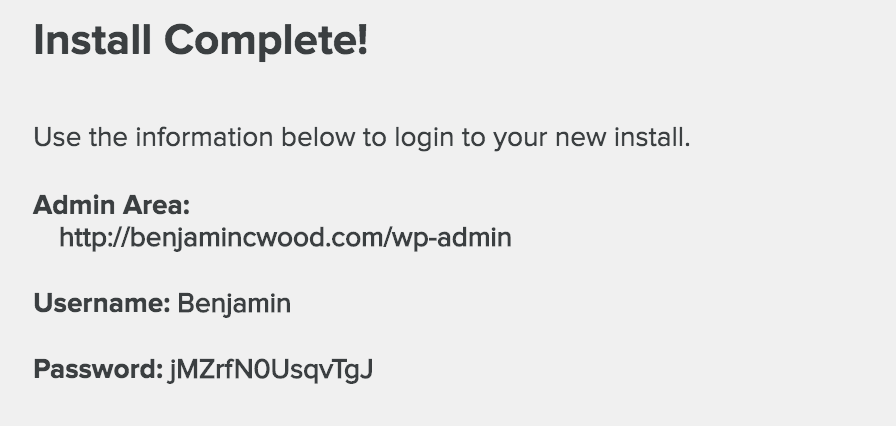 Install Complete!
Use the information below to login to your new install.
Admin Area:
http://benjamincwood.com/wp-admin
Username: Benjamin
Password: jMZrfN0UsqvTgJ